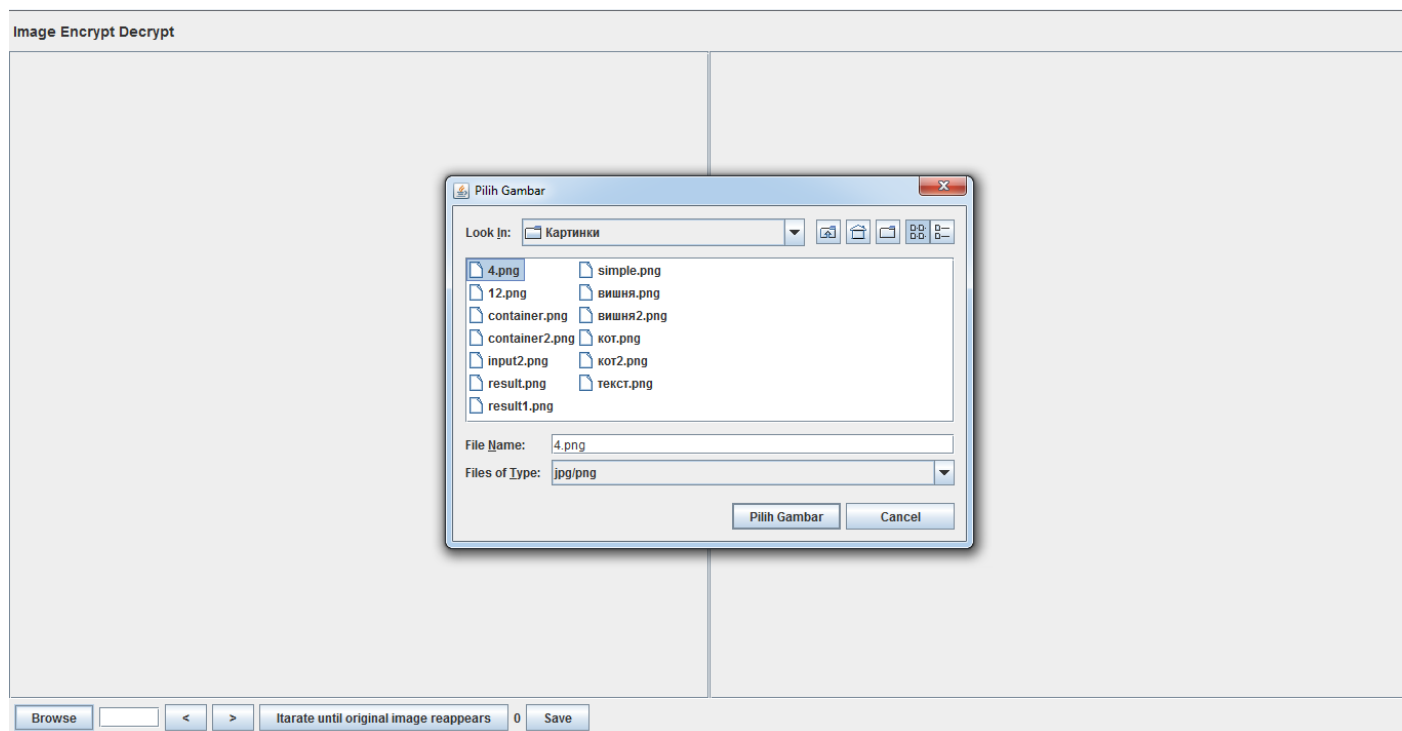 Image Encrypt Decrypt
Pilih Gambar
Look In: Картинки
4.png simple.png
12.png вишня.png
container.png вишня2.png
container2.png кот.png
input2.png кот2.png
result.png текст.png
result1.png
File Name: 4.png
Files of Type: jpg/png
Pilih Gambar Cancel
Browse < > Itarate until original image reappears 0 Save